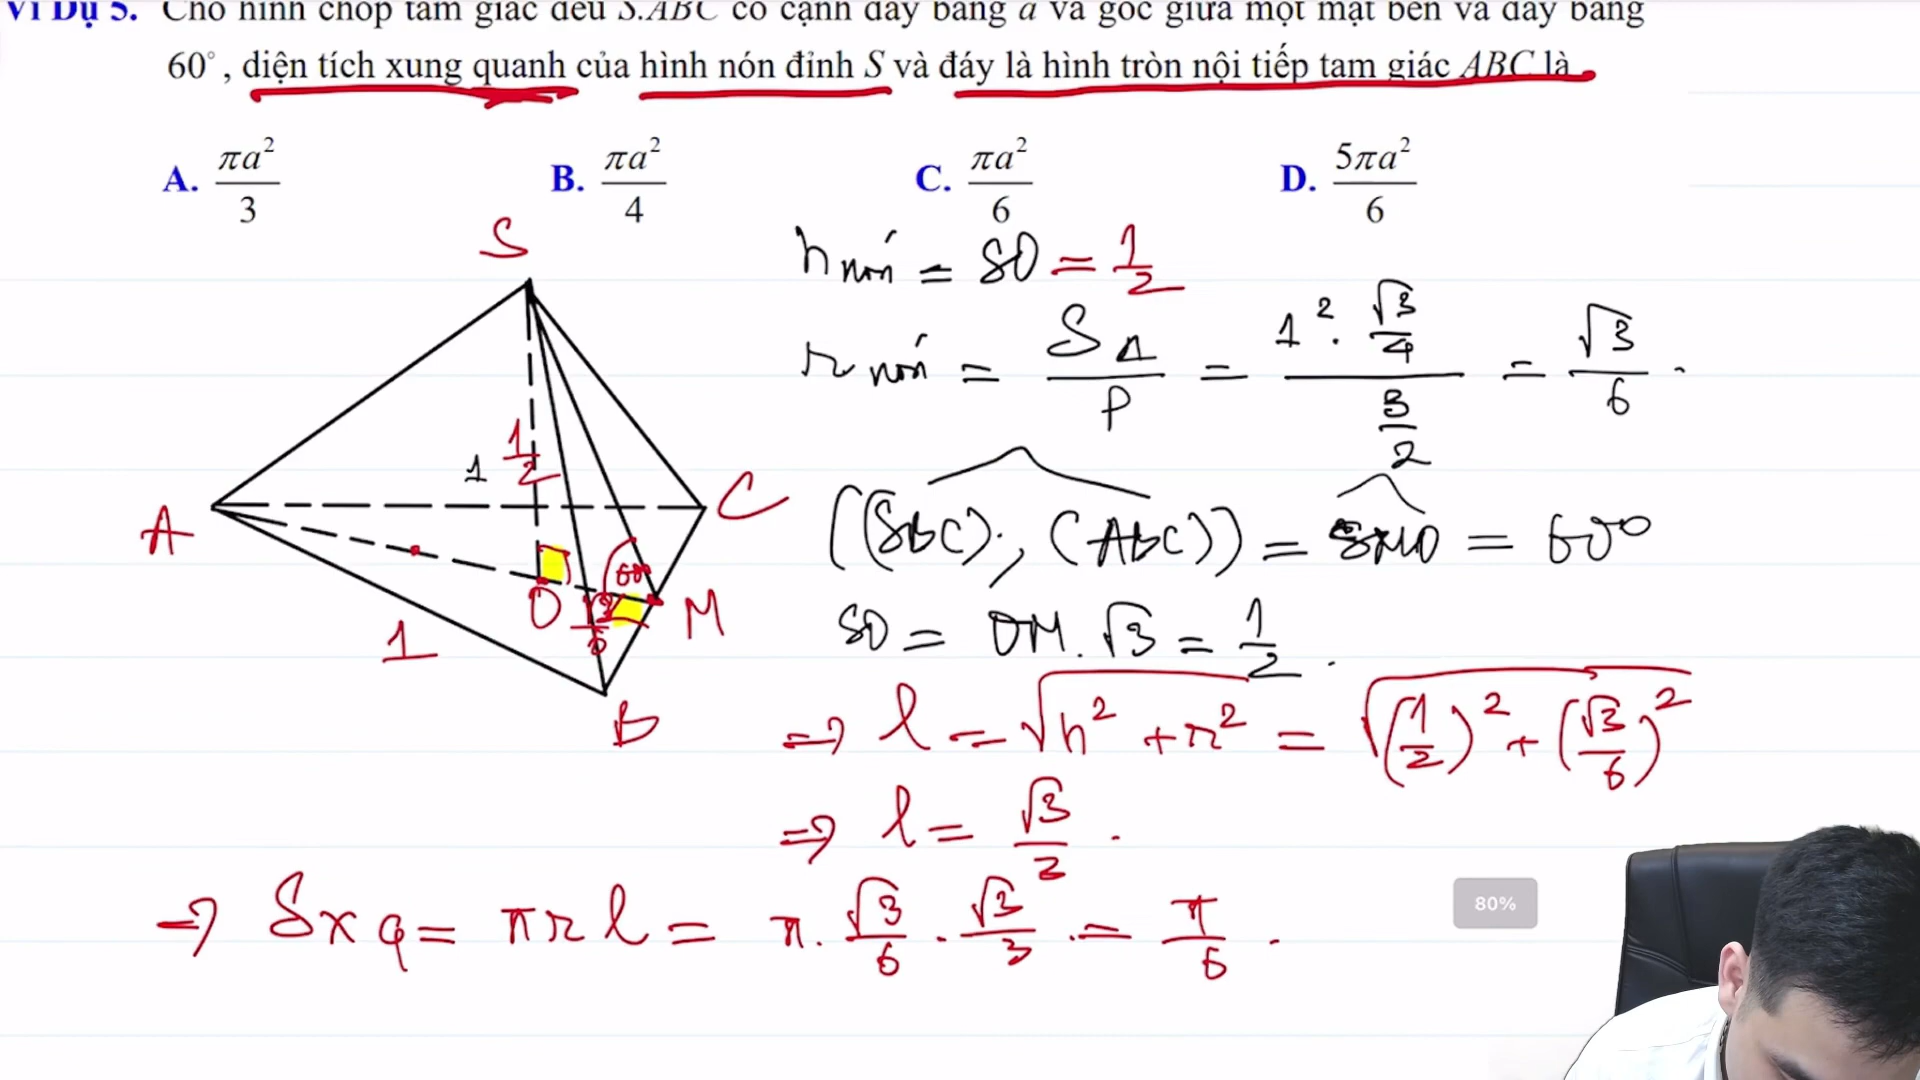 Ví Dụ 5. Cho hình chóp tam giác đều S.ABC có cạnh đáy bằng a và góc giữa một mặt bên và đáy bằng
60°, diện tích xung quanh của hình nón đỉnh S và đáy là hình tròn nội tiếp tam giác ABC là
A. πa²/3 B. πa²/4 C. πa²/6 D. 5πa²/6
S
h nón = SO = 1/2
r nón = S△/P = (1² · √3/4)/(3/2) = √3/6 .
1/2
1
A
C
((SBC); (ABC)) = SMO = 60°
60
O
√3/6
M
1
SO = OM . √3 = 1/2 .
B
⇒ l = √(h² + r²) = √((1/2)² + (√3/6)²)
⇒ l = √3/2 .
⇒ Sxq = πrl = π . √3/6 . √3/3 . = π/6 .
80%